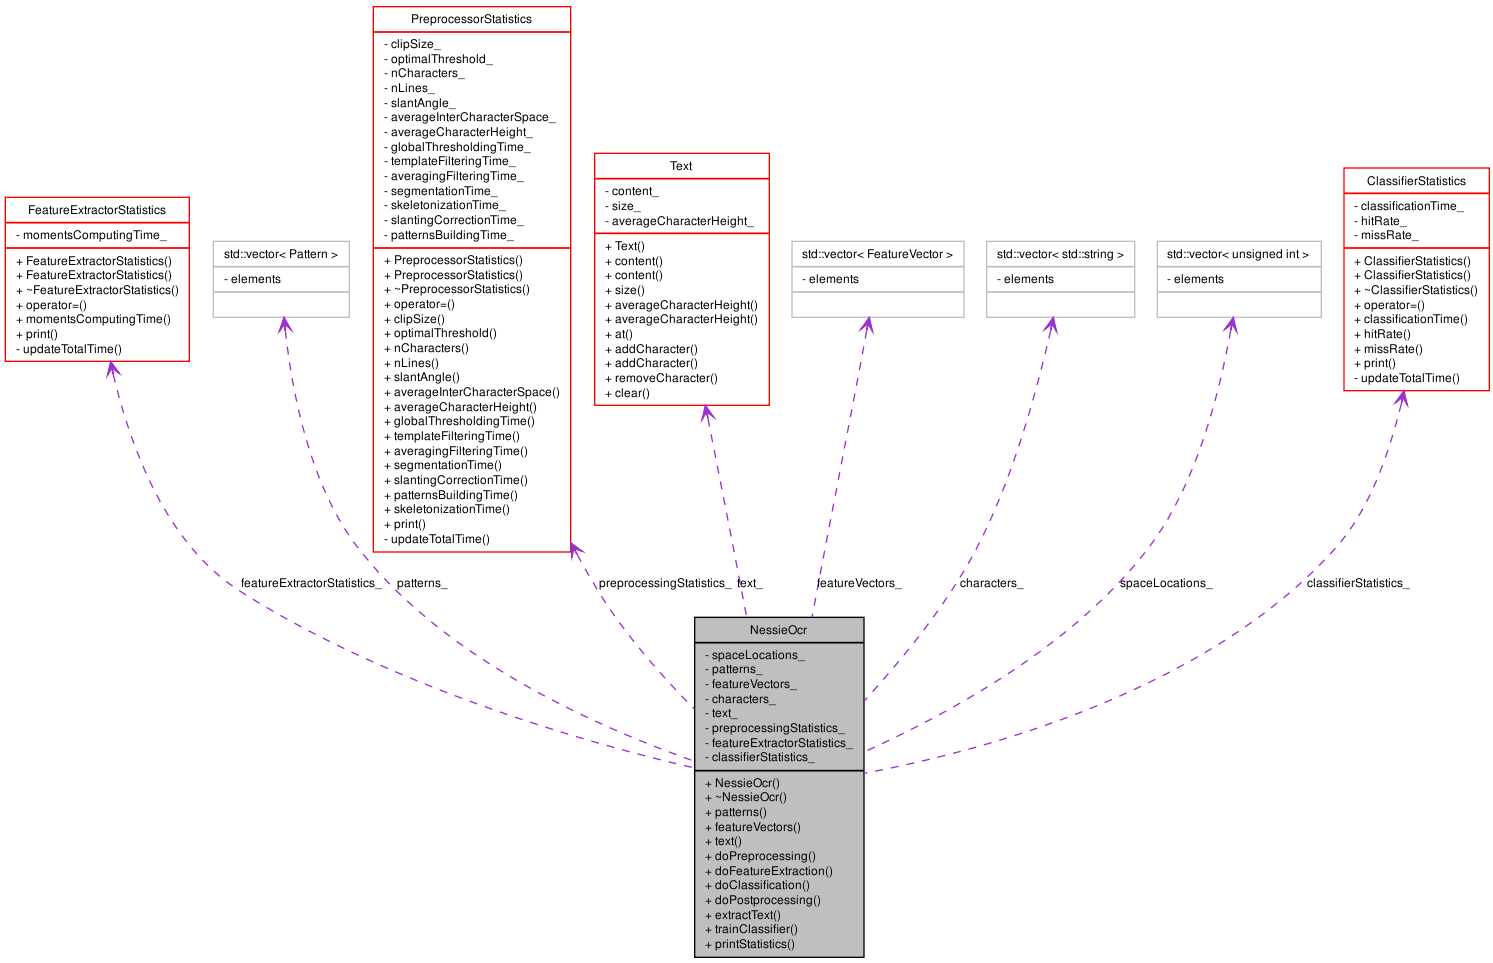 PreprocessorStatistics
- clipSize_
- optimalThreshold_
- nCharacters_
- nLines_
- slantAngle_
- averageInterCharacterSpace_
- averageCharacterHeight_
- globalThresholdingTime_
- templateFilteringTime_
- averagingFilteringTime_
- segmentationTime_
- skeletonizationTime_
- slantingCorrectionTime_
- patternsBuildingTime_
+ PreprocessorStatistics()
+ PreprocessorStatistics()
+ ~PreprocessorStatistics()
+ operator=()
+ clipSize()
+ optimalThreshold()
+ nCharacters()
+ nLines()
+ slantAngle()
+ averageInterCharacterSpace()
+ averageCharacterHeight()
+ globalThresholdingTime()
+ templateFilteringTime()
+ averagingFilteringTime()
+ segmentationTime()
+ slantingCorrectionTime()
+ patternsBuildingTime()
+ skeletonizationTime()
+ print()
- updateTotalTime()
Text
- content_
- size_
- averageCharacterHeight_
+ Text()
+ content()
+ content()
+ size()
+ averageCharacterHeight()
+ averageCharacterHeight()
+ at()
+ addCharacter()
+ addCharacter()
+ removeCharacter()
+ clear()
ClassifierStatistics
- classificationTime_
- hitRate_
- missRate_
+ ClassifierStatistics()
+ ClassifierStatistics()
+ ~ClassifierStatistics()
+ operator=()
+ classificationTime()
+ hitRate()
+ missRate()
+ print()
- updateTotalTime()
FeatureExtractorStatistics
- momentsComputingTime_
+ FeatureExtractorStatistics()
+ FeatureExtractorStatistics()
+ ~FeatureExtractorStatistics()
+ operator=()
+ momentsComputingTime()
+ print()
- updateTotalTime()
std::vector< Pattern >
- elements
std::vector< FeatureVector >
- elements
std::vector< std::string >
- elements
std::vector< unsigned int >
- elements
featureExtractorStatistics_
patterns_
preprocessingStatistics_
text_
featureVectors_
characters_
spaceLocations_
classifierStatistics_
NessieOcr
- spaceLocations_
- patterns_
- featureVectors_
- characters_
- text_
- preprocessingStatistics_
- featureExtractorStatistics_
- classifierStatistics_
+ NessieOcr()
+ ~NessieOcr()
+ patterns()
+ featureVectors()
+ text()
+ doPreprocessing()
+ doFeatureExtraction()
+ doClassification()
+ doPostprocessing()
+ extractText()
+ trainClassifier()
+ printStatistics()